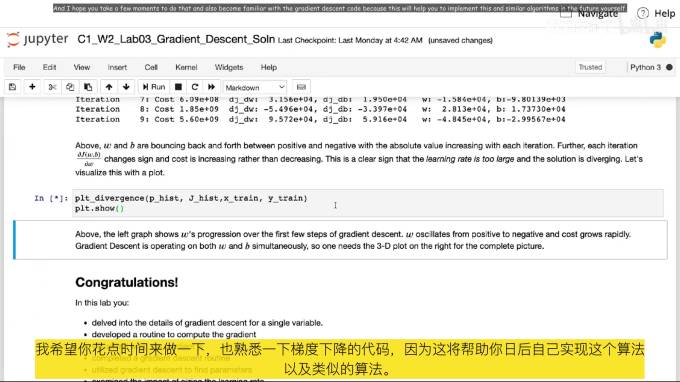 And I hope you take a few moments to do that and also become familiar with the gradient descent code because this will help you to implement this and similar algorithms in the future yourself.
Navigate
Help
jupyter C1_W2_Lab03_Gradient_Descent_Soln Last Checkpoint: Last Monday at 4:42 AM (unsaved changes)
File Edit View Insert Cell Kernel Widgets Help
Trusted
Python 3
Run
Markdown
Iteration 7: Cost 6.09e+08 dj_dw: 3.156e+04, dj_db: 1.950e+04 w: -1.584e+04, b:-9.80139e+03
Iteration 8: Cost 1.85e+09 dj_dw: -5.496e+04, dj_db: -3.397e+04 w: 2.813e+04, b: 1.73730e+04
Iteration 9: Cost 5.60e+09 dj_dw: 9.572e+04, dj_db: 5.916e+04 w: -4.845e+04, b:-2.99567e+04
Above, w and b are bouncing back and forth between positive and negative with the absolute value increasing with each iteration. Further, each iteration
∂J(w,b)/∂w changes sign and cost is increasing rather than decreasing. This is a clear sign that the learning rate is too large and the solution is diverging. Let's
visualize this with a plot.
In [*]: plt_divergence(p_hist, J_hist,x_train, y_train)
plt.show()
Above, the left graph shows w's progression over the first few steps of gradient descent. w oscillates from positive to negative and cost grows rapidly.
Gradient Descent is operating on both w and b simultaneously, so one needs the 3-D plot on the right for the complete picture.
Congratulations!
In this lab you:
delved into the details of gradient descent for a single variable.
developed a routine to compute the gradient
我希望你花点时间来做一下，也熟悉一下梯度下降的代码，因为这将帮助你日后自己实现这个算法
以及类似的算法。
utilized gradient descent to find parameters